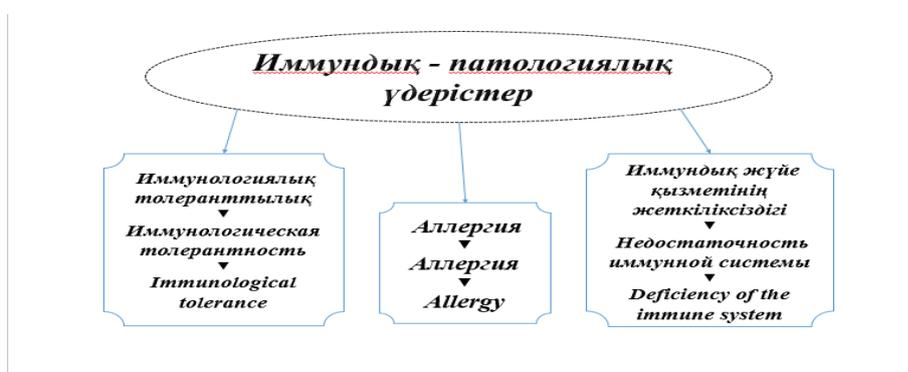 Иммундық - патологиялық
үдерістер
Иммунологиялық
толеранттылық
Иммунологическая
толерантность
Immunological
tolerance
Аллергия
Аллергия
Allergy
Иммундық жүйе
қызметінің
жеткіліксіздігі
Недостаточность
иммунной системы
Deficiency of the
immune system